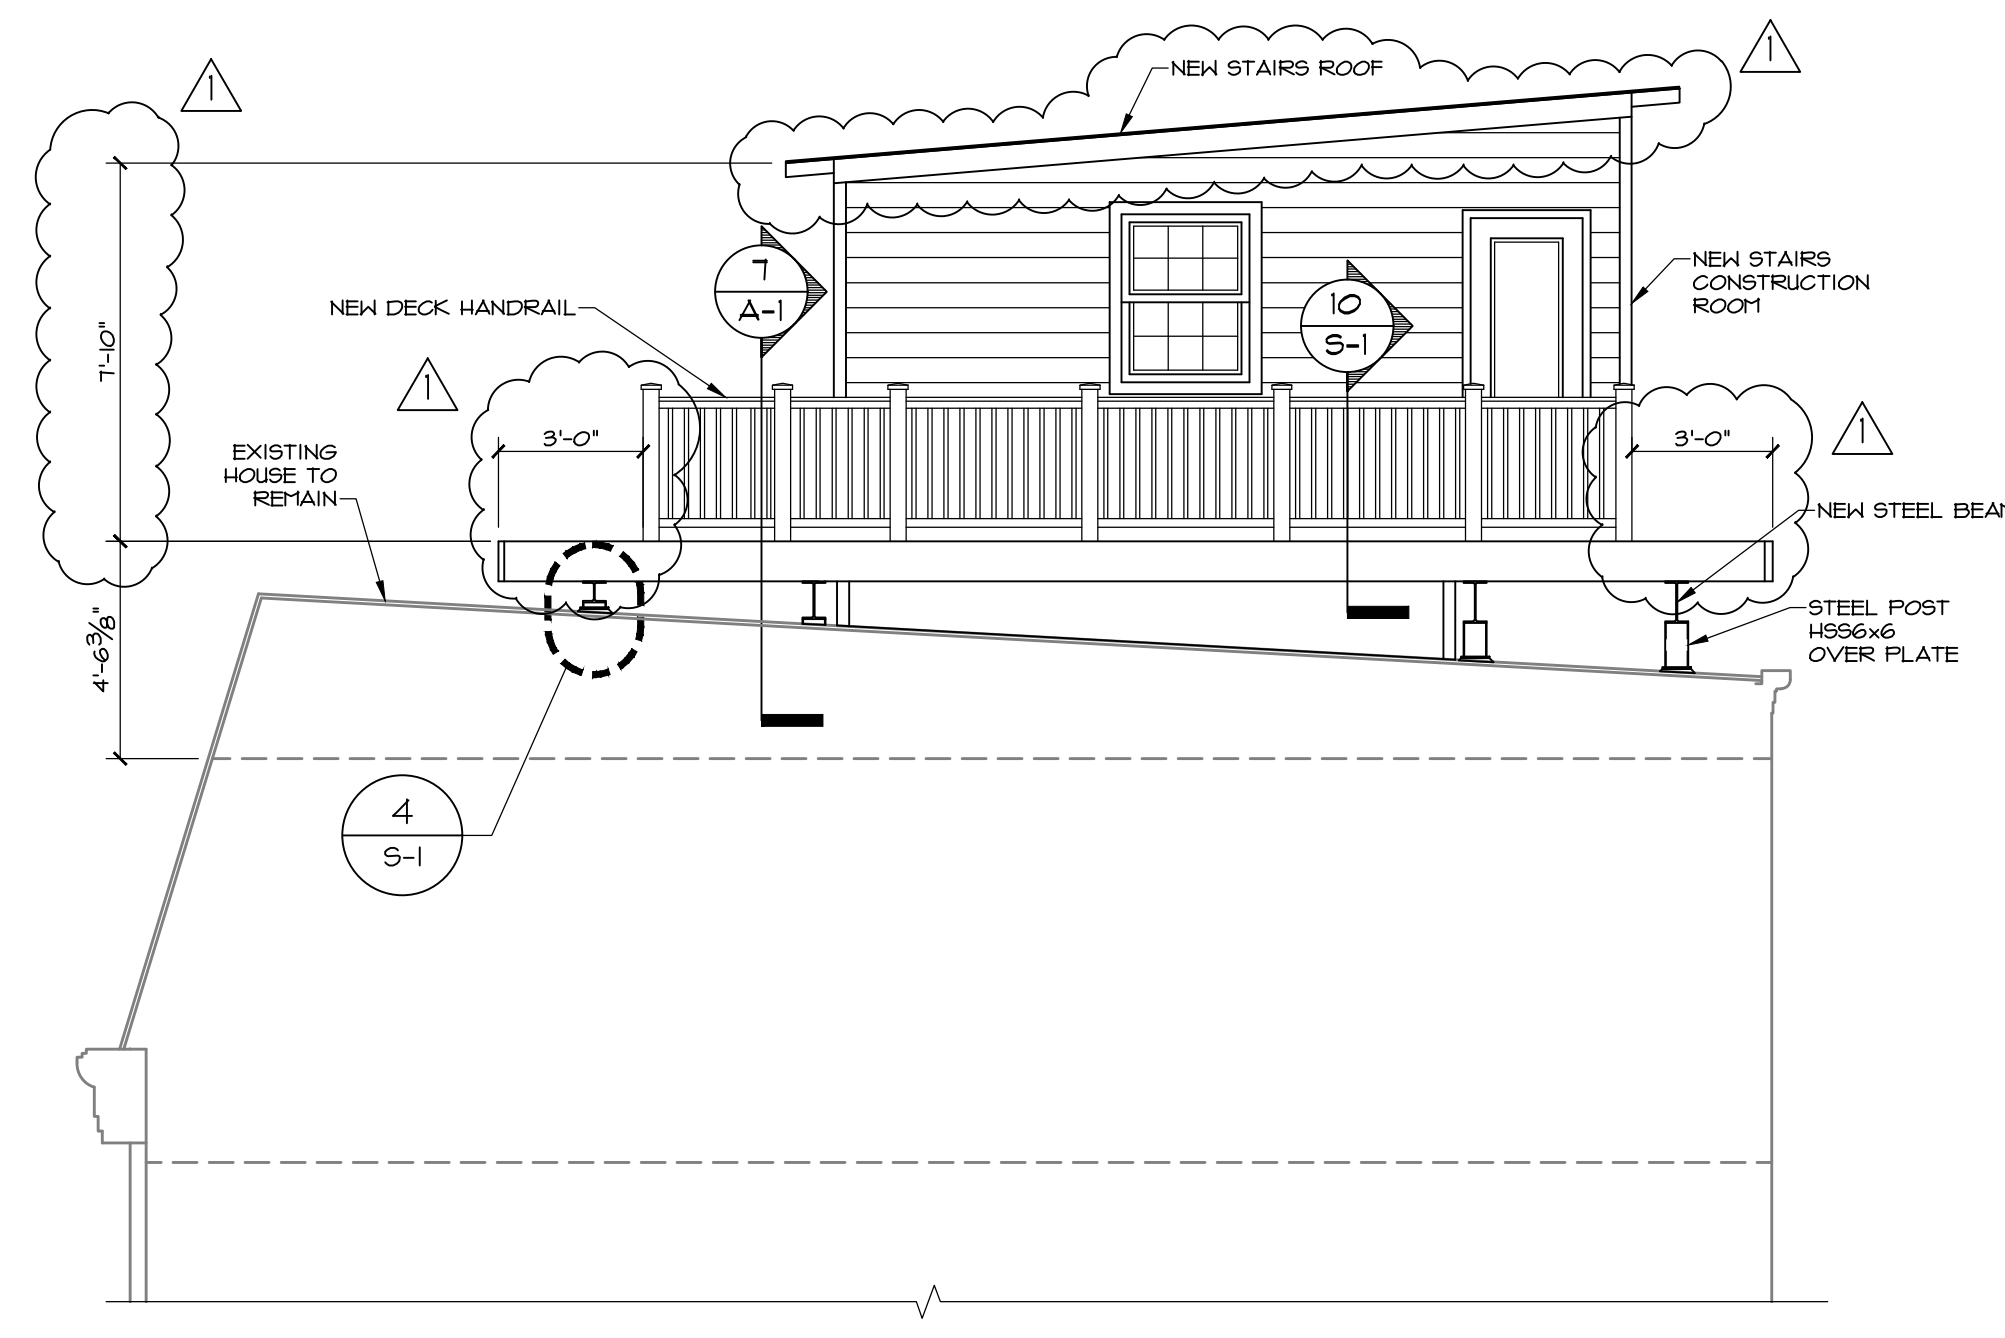 1
1
NEW STAIRS ROOF
7
A-1
NEW STAIRS
CONSTRUCTION
ROOM
NEW DECK HANDRAIL
10
S-1
7'-10"
1
3'-0"
3'-0"
1
EXISTING
HOUSE TO
REMAIN
NEW STEEL BEAM
4'-6 3/8"
STEEL POST
HSS6x6
OVER PLATE
4
S-1